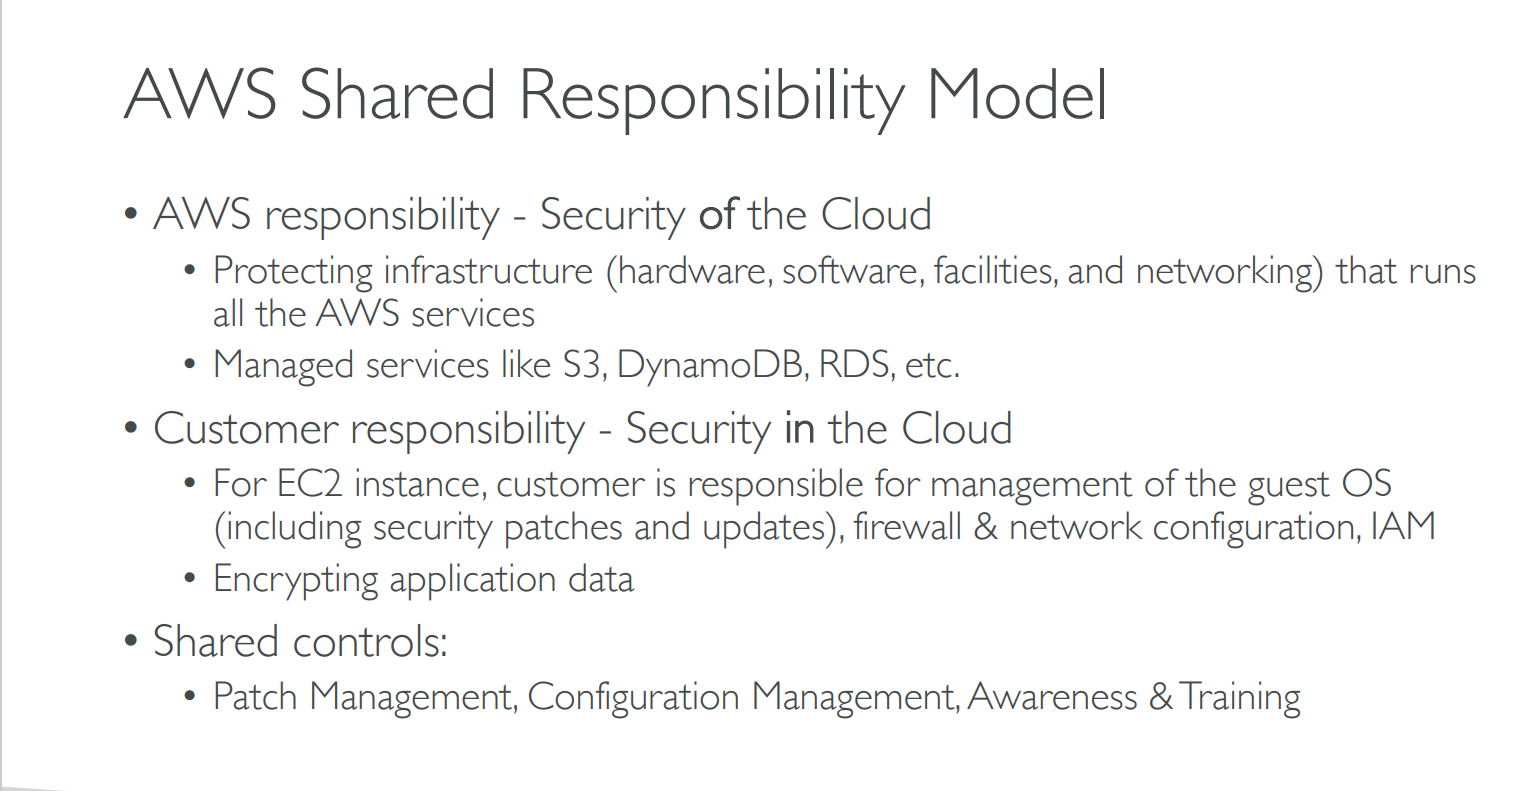 AWS Shared Responsibility Model
• AWS responsibility - Security of the Cloud
• Protecting infrastructure (hardware, software, facilities, and networking) that runs
all the AWS services
• Managed services like S3, DynamoDB, RDS, etc.
• Customer responsibility - Security in the Cloud
• For EC2 instance, customer is responsible for management of the guest OS
(including security patches and updates), firewall & network configuration, IAM
• Encrypting application data
• Shared controls:
• Patch Management, Configuration Management, Awareness & Training